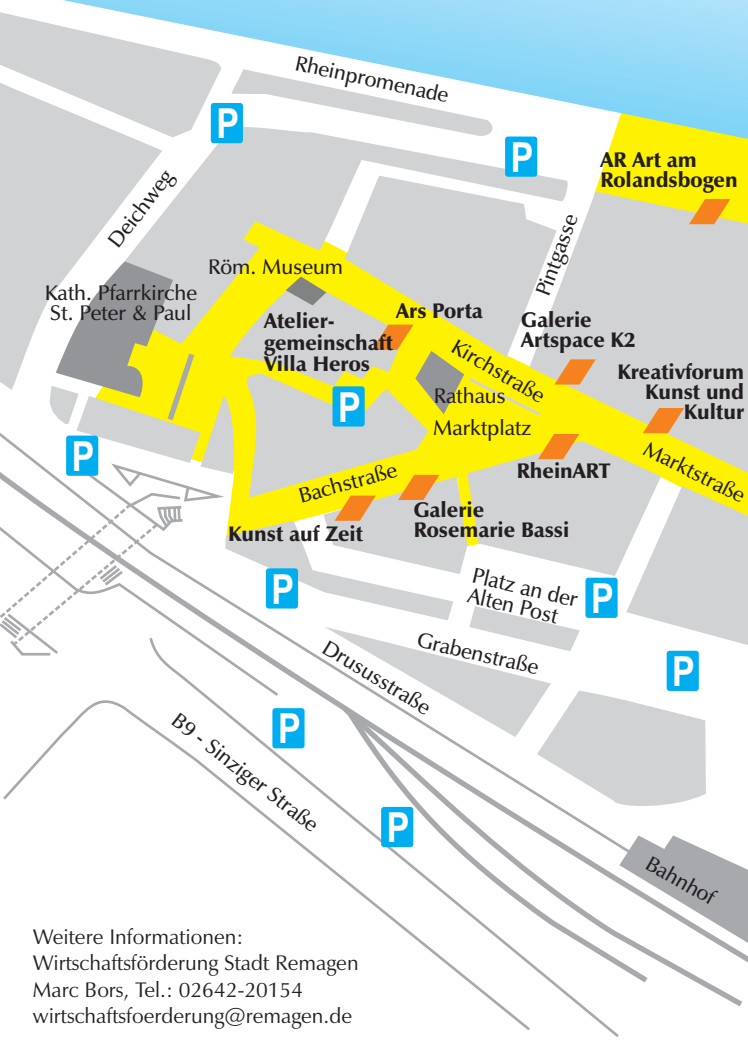 Rheinpromenade
P
P
AR Art am
Rolandsbogen
Deichweg
Pintgasse
Röm. Museum
Kath. Pfarrkirche
St. Peter & Paul
Ars Porta
Atelier-
gemeinschaft
Villa Heros
Galerie
Artspace K2
Kirchstraße
Kreativforum
Kunst und
Kultur
Rathaus
P
Marktplatz
P
RheinART
Marktstraße
Bachstraße
Galerie
Rosemarie Bassi
Kunst auf Zeit
P
Platz an der
Alten Post
P
Grabenstraße
P
Drususstraße
P
B9 - Sinziger Straße
P
Bahnhof
Weitere Informationen:
Wirtschaftsförderung Stadt Remagen
Marc Bors, Tel.: 02642-20154
wirtschaftsfoerderung@remagen.de